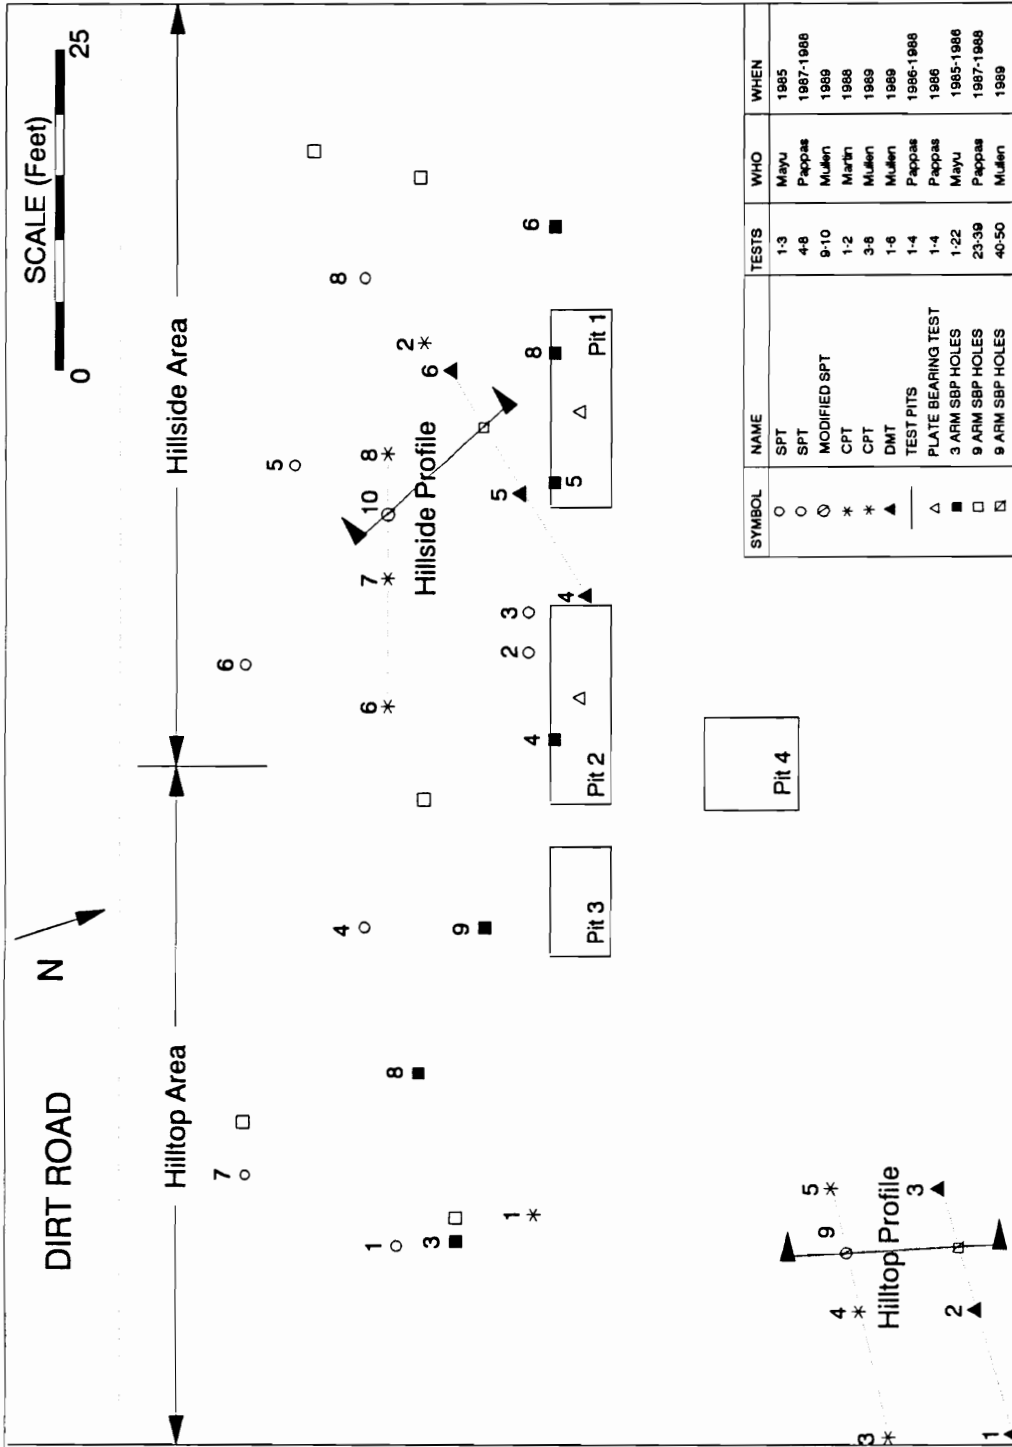 DIRT ROAD
N
SCALE (Feet)
0 25
Hilltop Area
Hillside Area
7
6
5
1
4
8
3
8
9
6
7
10
8
2
Hillside Profile
6
1
2
3
5
4
4
5
8
6
Pit 3
Pit 2
Pit 1
Pit 4
3
4
9
5
Hilltop Profile
1
2
3
SYMBOL NAME TESTS WHO WHEN
SPT 1-3 Mayu 1985
SPT 4-8 Pappas 1987-1988
MODIFIED SPT 9-10 Mullen 1989
CPT 1-2 Martin 1988
CPT 3-8 Mullen 1989
DMT 1-6 Mullen 1989
TEST PITS 1-4 Pappas 1986-1988
PLATE BEARING TEST 1-4 Pappas 1986
3 ARM SBP HOLES 1-22 Mayu 1985-1986
9 ARM SBP HOLES 23-39 Pappas 1987-1988
9 ARM SBP HOLES 40-50 Mullen 1989